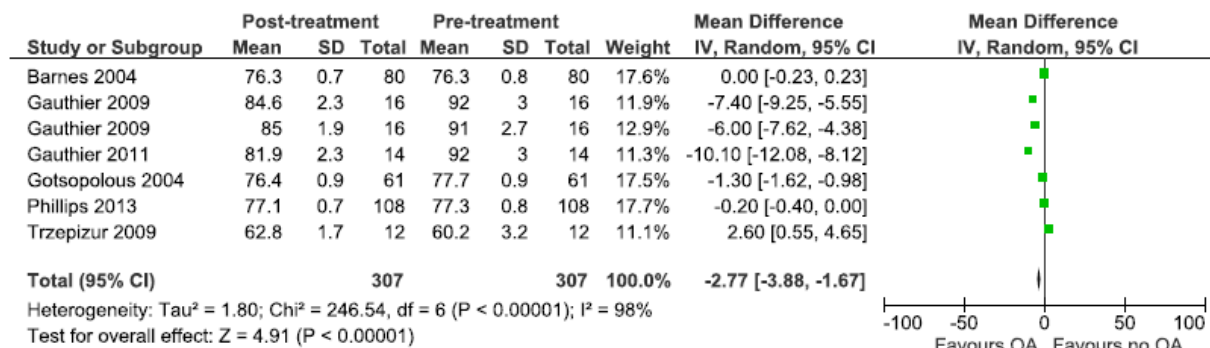 Post-treatment Pre-treatment Mean Difference Mean Difference
Study or Subgroup Mean SD Total Mean SD Total Weight IV, Random, 95% CI IV, Random, 95% CI
Barnes 2004 76.3 0.7 80 76.3 0.8 80 17.6% 0.00 [-0.23, 0.23]
Gauthier 2009 84.6 2.3 16 92 3 16 11.9% -7.40 [-9.25, -5.55]
Gauthier 2009 85 1.9 16 91 2.7 16 12.9% -6.00 [-7.62, -4.38]
Gauthier 2011 81.9 2.3 14 92 3 14 11.3% -10.10 [-12.08, -8.12]
Gotsopolous 2004 76.4 0.9 61 77.7 0.9 61 17.5% -1.30 [-1.62, -0.98]
Phillips 2013 77.1 0.7 108 77.3 0.8 108 17.7% -0.20 [-0.40, 0.00]
Trzepizur 2009 62.8 1.7 12 60.2 3.2 12 11.1% 2.60 [0.55, 4.65]
Total (95% CI) 307 307 100.0% -2.77 [-3.88, -1.67]
Heterogeneity: Tau² = 1.80; Chi² = 246.54, df = 6 (P < 0.00001); I² = 98%
Test for overall effect: Z = 4.91 (P < 0.00001)
-100 -50 0 50 100
Favours OA Favours no OA